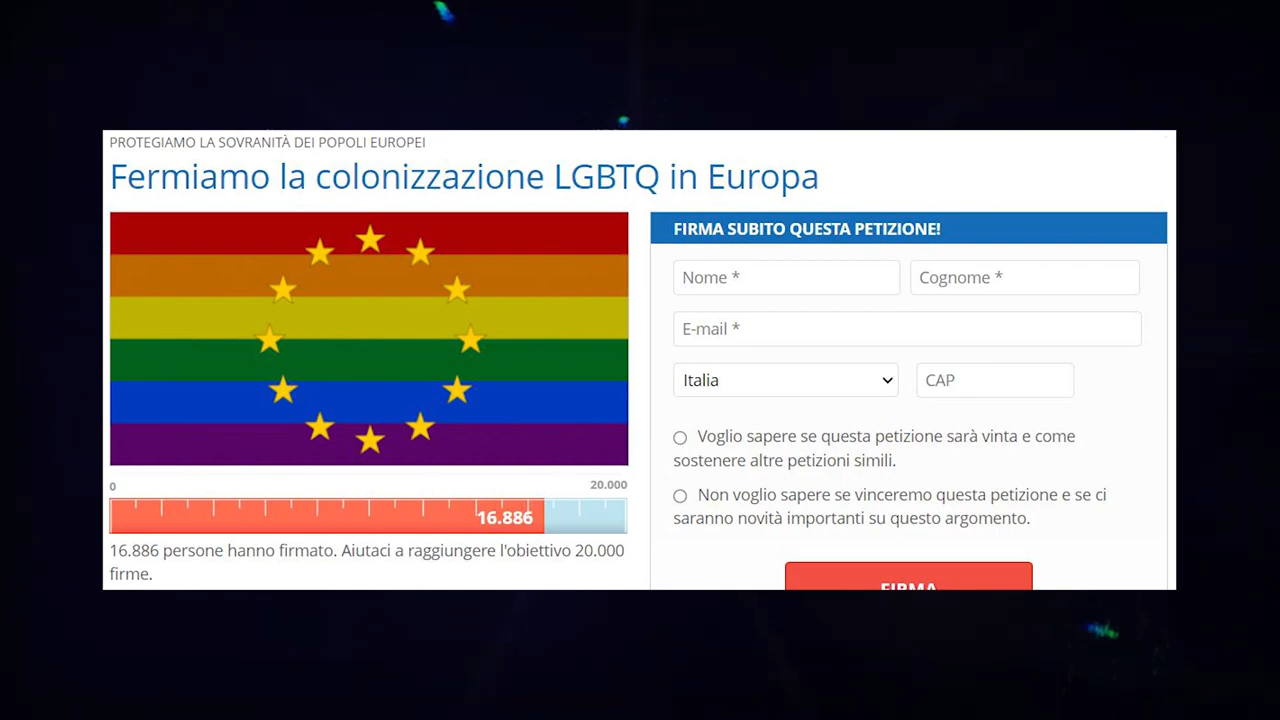 PROTEGIAMO LA SOVRANITÀ DEI POPOLI EUROPEI
Fermiamo la colonizzazione LGBTQ in Europa
0
20.000
16.886
16.886 persone hanno firmato. Aiutaci a raggiungere l'obiettivo 20.000
firme.
FIRMA SUBITO QUESTA PETIZIONE!
Nome *
Cognome *
E-mail *
Italia
CAP
Voglio sapere se questa petizione sarà vinta e come
sostenere altre petizioni simili.
Non voglio sapere se vinceremo questa petizione e se ci
saranno novità importanti su questo argomento.
FIRMA